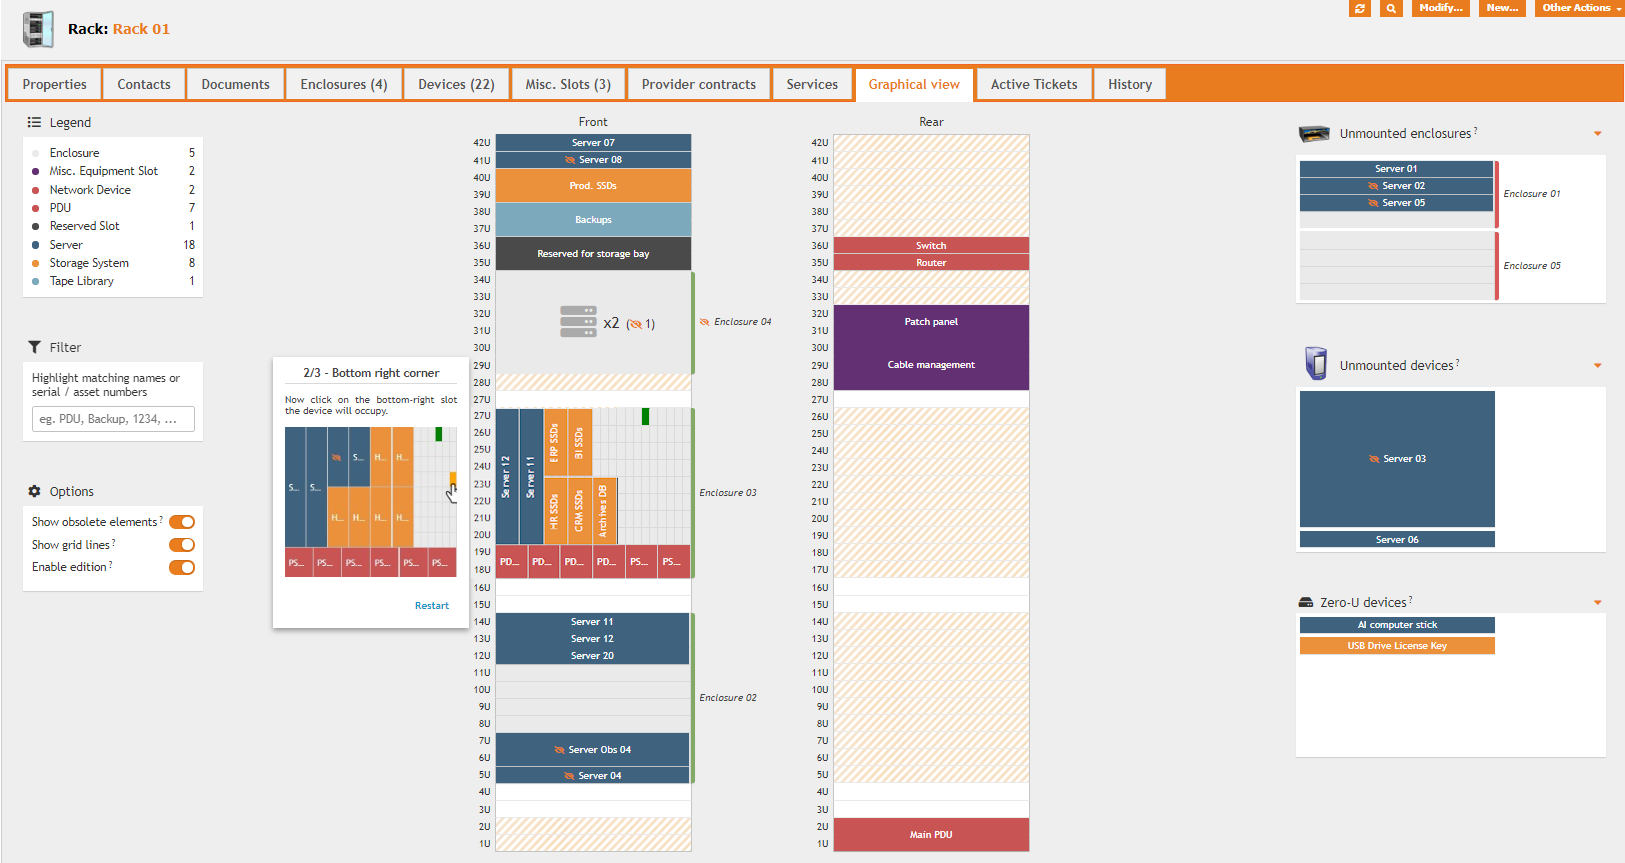 Rack: Rack 01
Modify... New... Other Actions
Properties Contacts Documents Enclosures (4) Devices (22) Misc. Slots (3) Provider contracts Services Graphical view Active Tickets History
Legend
Enclosure 5
Misc. Equipment Slot 2
Network Device 2
PDU 7
Reserved Slot 1
Server 18
Storage System 8
Tape Library 1
Filter
Highlight matching names or
serial / asset numbers
eg. PDU, Backup, 1234, ...
Options
Show obsolete elements ?
Show grid lines ?
Enable edition ?
2/3 - Bottom right corner
Now click on the bottom-right slot
the device will occupy.
S... H... H...
S... S...
H... H... H... H...
PS... PS... PS... PS... PS... PS...
Restart
Front
42U Server 07
41U Server 08
40U
Prod. SSDs
39U
38U
Backups
37U
36U
Reserved for storage bay
35U
34U
33U
32U
x2 ( 1) Enclosure 04
31U
30U
29U
28U
27U
26U
25U
24U
23U
22U
21U
20U
19U
18U
Server 12
Server 11
ERP SSDs
BI SSDs
HR SSDs
CRM SSDs
Archives DB
Enclosure 03
PD... PD... PD... PD... PS... PS...
16U
15U
14U Server 11
13U Server 12
12U Server 20
11U
10U
Enclosure 02
9U
8U
7U
Server Obs 04
6U
5U Server 04
4U
3U
2U
1U
Rear
42U
41U
40U
39U
38U
37U
36U Switch
35U Router
34U
33U
32U
Patch panel
31U
30U
29U Cable management
28U
27U
26U
25U
24U
23U
22U
21U
20U
19U
18U
17U
16U
15U
14U
13U
12U
11U
10U
9U
8U
7U
6U
5U
4U
3U
2U
Main PDU
1U
Unmounted enclosures ?
Server 01
Server 02
Server 05
Enclosure 01
Enclosure 05
Unmounted devices ?
Server 03
Server 06
Zero-U devices ?
AI computer stick
USB Drive License Key